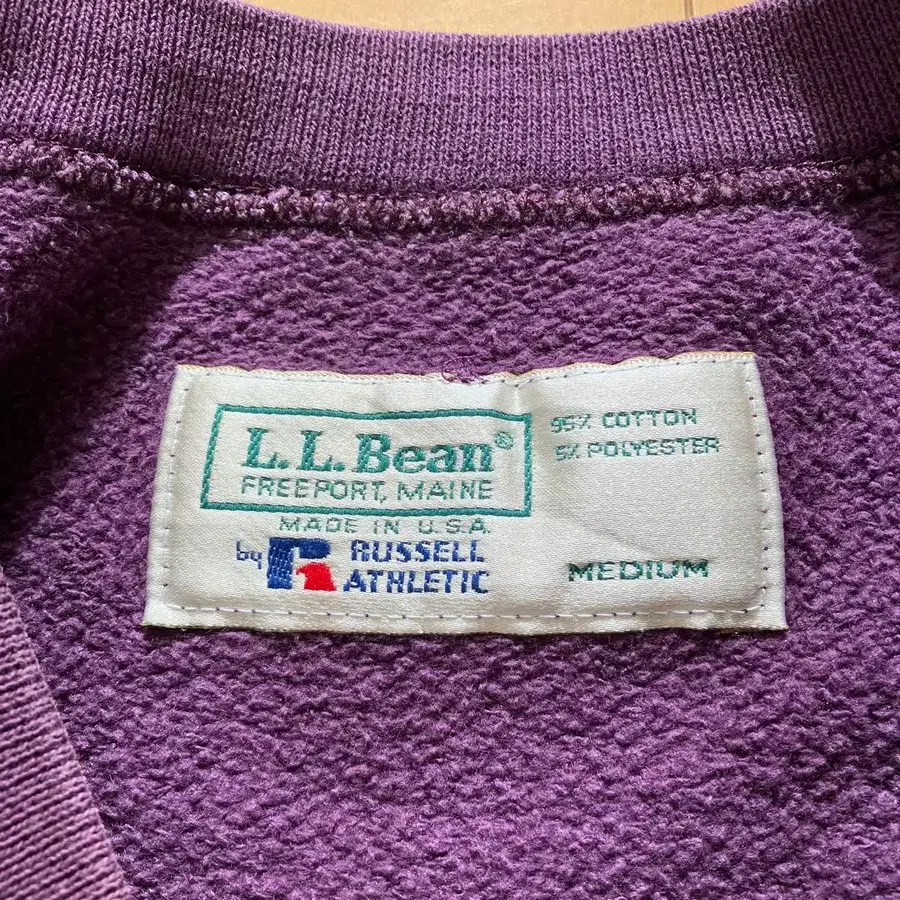 L.L.Bean®
FREEPORT, MAINE
MADE IN U.S.A.
by RUSSELL
ATHLETIC
95% COTTON
5% POLYESTER
MEDIUM